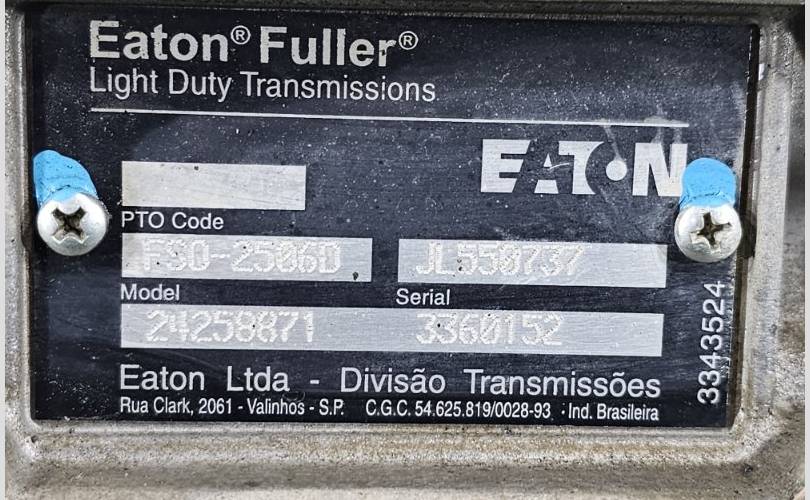 Eaton® Fuller®
Light Duty Transmissions
EATON
PTO Code
FSO-2506D JL550737
Model Serial
24258871 3360152
Eaton Ltda - Divisão Transmissões
Rua Clark, 2061 - Valinhos - S.P. C.G.C. 54.625.819/0028-93 Ind. Brasileira
3343524